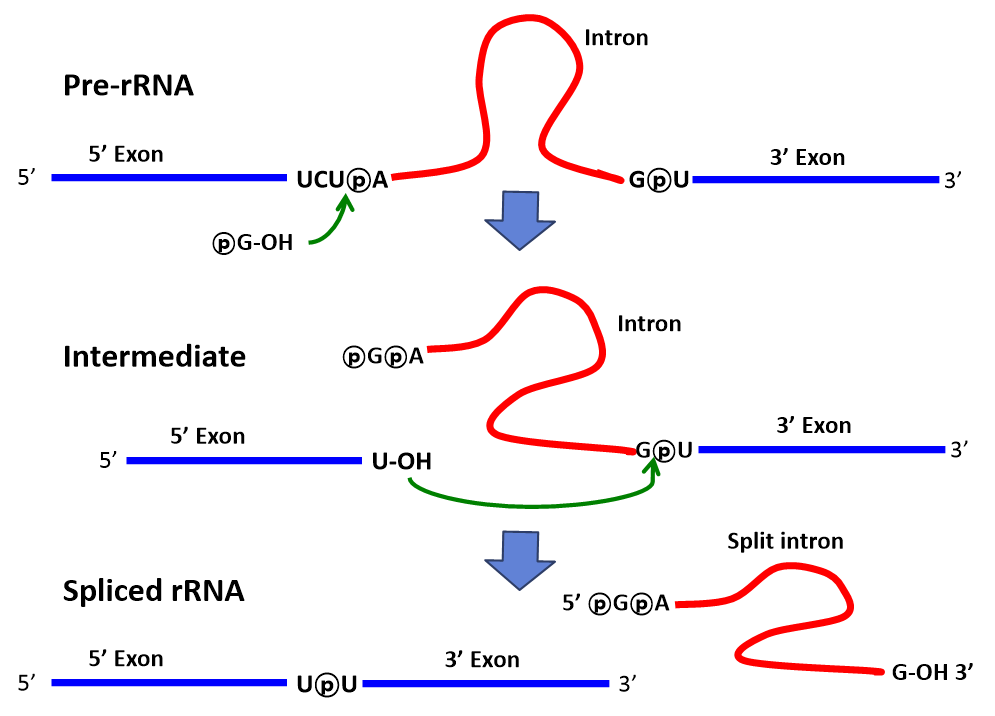 Intron
Pre-rRNA
5’ Exon
3’ Exon
5’
UCUpA
GpU
3’
pG-OH
Intron
Intermediate
pGpA
5’ Exon
3’ Exon
5’
U-OH
GpU
3’
Split intron
Spliced rRNA
5’ pGpA
5’ Exon
3’ Exon
G-OH 3’
5’
UpU
3’